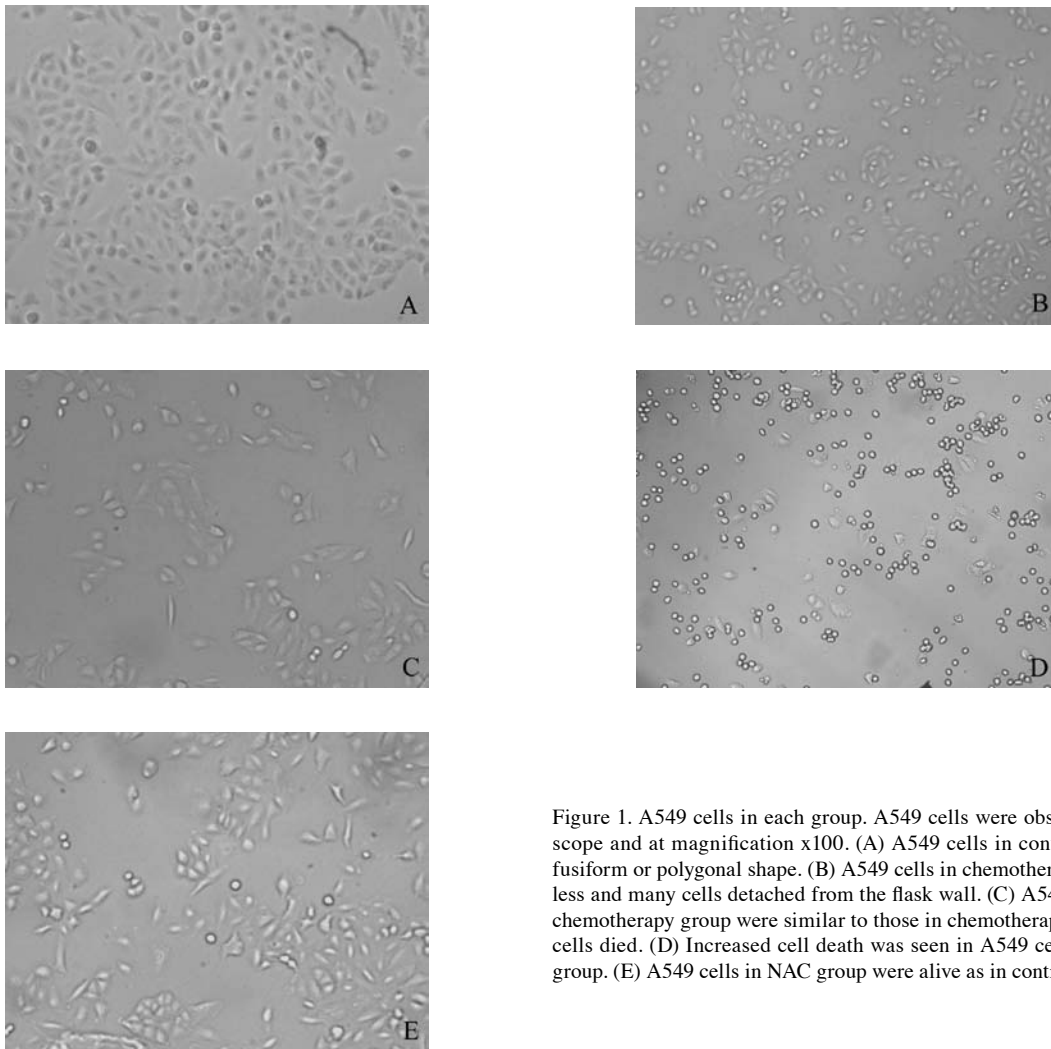 A
B
C
D
E
Figure 1. A549 cells in each group. A549 cells were obs
scope and at magnification x100. (A) A549 cells in con
fusiform or polygonal shape. (B) A549 cells in chemother
less and many cells detached from the flask wall. (C) A54
chemotherapy group were similar to those in chemotherap
cells died. (D) Increased cell death was seen in A549 ce
group. (E) A549 cells in NAC group were alive as in cont